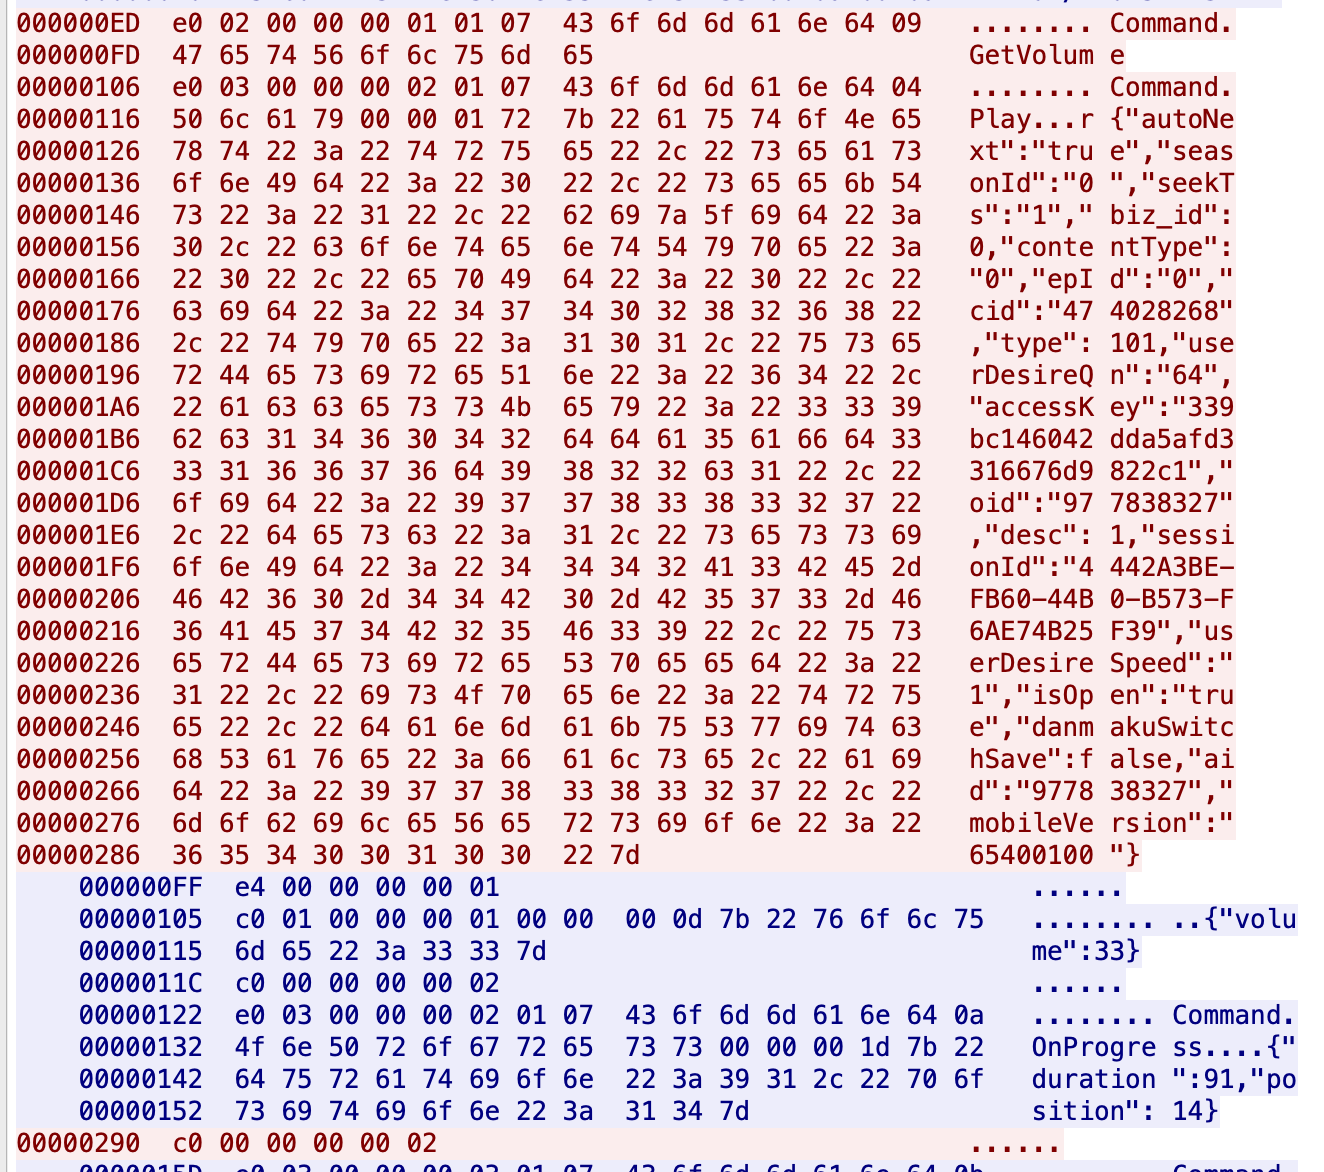 000000ED  e0 02 00 00 00 01 01 07  43 6f 6d 6d 61 6e 64 09   ........ Command.
000000FD  47 65 74 56 6f 6c 75 6d  65   GetVolum e
00000106  e0 03 00 00 00 02 01 07  43 6f 6d 6d 61 6e 64 04   ........ Command.
00000116  50 6c 61 79 00 00 01 72  7b 22 61 75 74 6f 4e 65   Play...r {"autoNe
00000126  78 74 22 3a 22 74 72 75  65 22 2c 22 73 65 61 73   xt":"tru e","seas
00000136  6f 6e 49 64 22 3a 22 30  22 2c 22 73 65 65 6b 54   onId":"0 ","seekT
00000146  73 22 3a 22 31 22 2c 22  62 69 7a 5f 69 64 22 3a   s":"1"," biz_id":
00000156  30 2c 22 63 6f 6e 74 65  6e 74 54 79 70 65 22 3a   0,"conte ntType":
00000166  22 30 22 2c 22 65 70 49  64 22 3a 22 30 22 2c 22   "0","epI d":"0","
00000176  63 69 64 22 3a 22 34 37  34 30 32 38 32 36 38 22   cid":"47 4028268"
00000186  2c 22 74 79 70 65 22 3a  31 30 31 2c 22 75 73 65   ,"type": 101,"use
00000196  72 44 65 73 69 72 65 51  6e 22 3a 22 36 34 22 2c   rDesireQ n":"64",
000001A6  22 61 63 63 65 73 73 4b  65 79 22 3a 22 33 33 39   "accessK ey":"339
000001B6  62 63 31 34 36 30 34 32  64 64 61 35 61 66 64 33   bc146042 dda5afd3
000001C6  33 31 36 36 37 36 64 39  38 32 32 63 31 22 2c 22   316676d9 822c1","
000001D6  6f 69 64 22 3a 22 39 37  37 38 33 38 33 32 37 22   oid":"97 7838327"
000001E6  2c 22 64 65 73 63 22 3a  31 2c 22 73 65 73 73 69   ,"desc": 1,"sessi
000001F6  6f 6e 49 64 22 3a 22 34  34 34 32 41 33 42 45 2d   onId":"4 442A3BE-
00000206  46 42 36 30 2d 34 34 42  30 2d 42 35 37 33 2d 46   FB60-44B 0-B573-F
00000216  36 41 45 37 34 42 32 35  46 33 39 22 2c 22 75 73   6AE74B25 F39","us
00000226  65 72 44 65 73 69 72 65  53 70 65 65 64 22 3a 22   erDesire Speed":"
00000236  31 22 2c 22 69 73 4f 70  65 6e 22 3a 22 74 72 75   1","isOp en":"tru
00000246  65 22 2c 22 64 61 6e 6d  61 6b 75 53 77 69 74 63   e","danm akuSwitc
00000256  68 53 61 76 65 22 3a 66  61 6c 73 65 2c 22 61 69   hSave":f alse,"ai
00000266  64 22 3a 22 39 37 37 38  33 38 33 32 37 22 2c 22   d":"9778 38327","
00000276  6d 6f 62 69 6c 65 56 65  72 73 69 6f 6e 22 3a 22   mobileVe rsion":"
00000286  36 35 34 30 30 31 30 30  22 7d   65400100 "}
000000FF  e4 00 00 00 00 01   ......
00000105  c0 01 00 00 00 01 00 00  00 0d 7b 22 76 6f 6c 75   ........ ..{"volu
00000115  6d 65 22 3a 33 33 7d   me":33}
0000011C  c0 00 00 00 00 02   ......
00000122  e0 03 00 00 00 02 01 07  43 6f 6d 6d 61 6e 64 0a   ........ Command.
00000132  4f 6e 50 72 6f 67 72 65  73 73 00 00 00 1d 7b 22   OnProgre ss....{"
00000142  64 75 72 61 74 69 6f 6e  22 3a 39 31 2c 22 70 6f   duration ":91,"po
00000152  73 69 74 69 6f 6e 22 3a  31 34 7d   sition": 14}
00000290  c0 00 00 00 00 02   ......
0000015D  e0 03 00 00 00 03 01 07  43 6f 6d 6d 61 6e 64 0b   ........ Command.